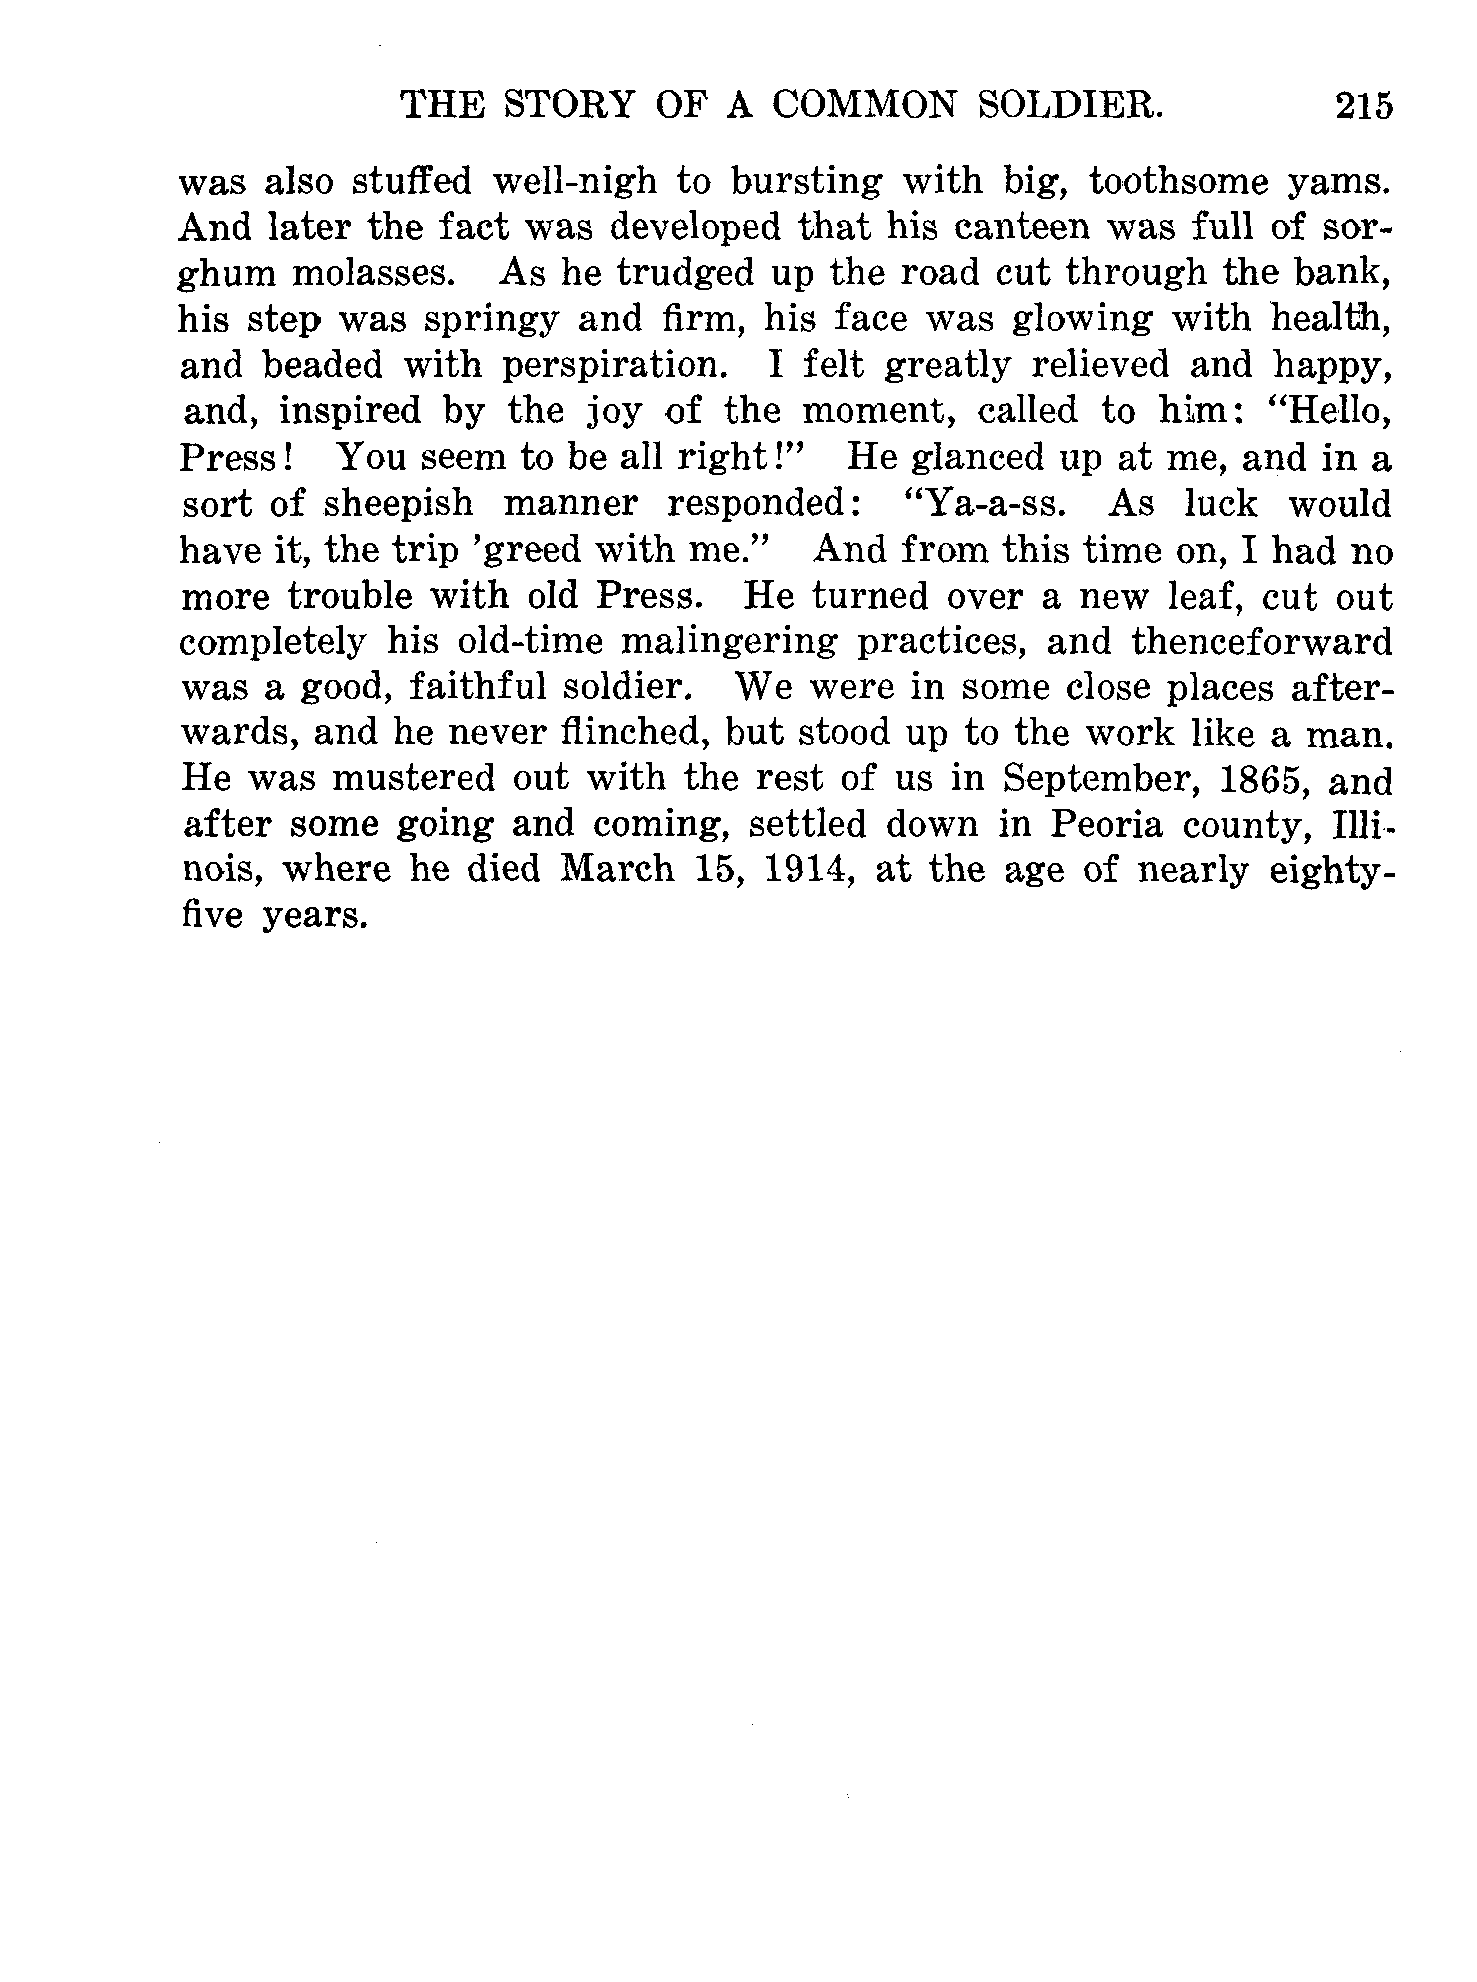 THE STORY OF A COMMON SOLDIER. 215
was also stuffed well-nigh to bursting with big, toothsome yams.
And later the fact was developed that his canteen was full of sor-
ghum molasses. As he trudged up the road cut through the bank,
his step was springy and firm, his face was glowing with health,
and beaded with perspiration. I felt greatly relieved and happy,
and, inspired by the joy of the moment, called to him: “Hello,
Press! You seem to be all right!” He glanced up at me, and in a
sort of sheepish manner responded: “Ya-a-ss. As luck would
have it, the trip ’greed with me.” And from this time on, I had no
more trouble with old Press. He turned over a new leaf, cut out
completely his old-time malingering practices, and thenceforward
was a good, faithful soldier. We were in some close places after-
wards, and he never flinched, but stood up to the work like a man.
He was mustered out with the rest of us in September, 1865, and
after some going and coming, settled down in Peoria county, Illi-
nois, where he died March 15, 1914, at the age of nearly eighty-
five years.